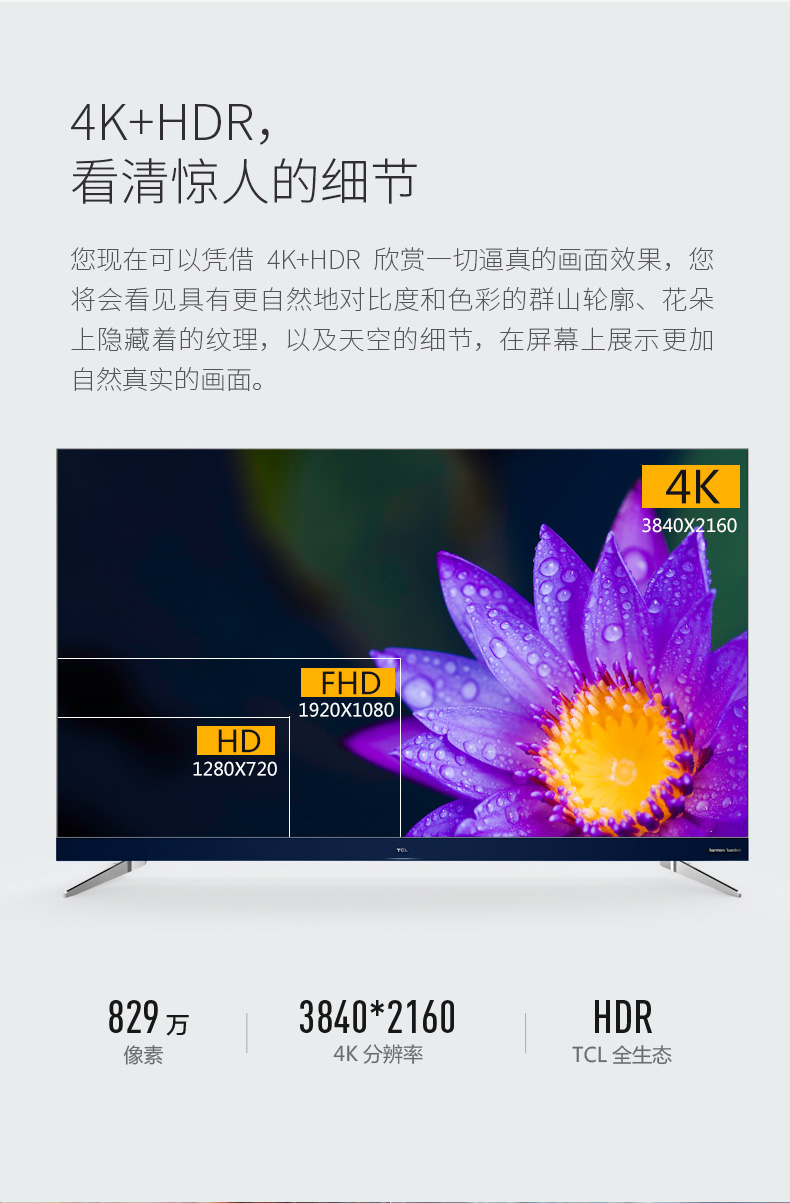 4K+HDR，
看清惊人的细节
您现在可以凭借 4K+HDR 欣赏一切逼真的画面效果，您
将会看见具有更自然地对比度和色彩的群山轮廓、花朵
上隐藏着的纹理，以及天空的细节，在屏幕上展示更加
自然真实的画面。
4K
3840X2160
FHD
1920X1080
HD
1280X720
TCL
harman/kardon
829 万
像素
3840*2160
4K 分辨率
HDR
TCL 全生态